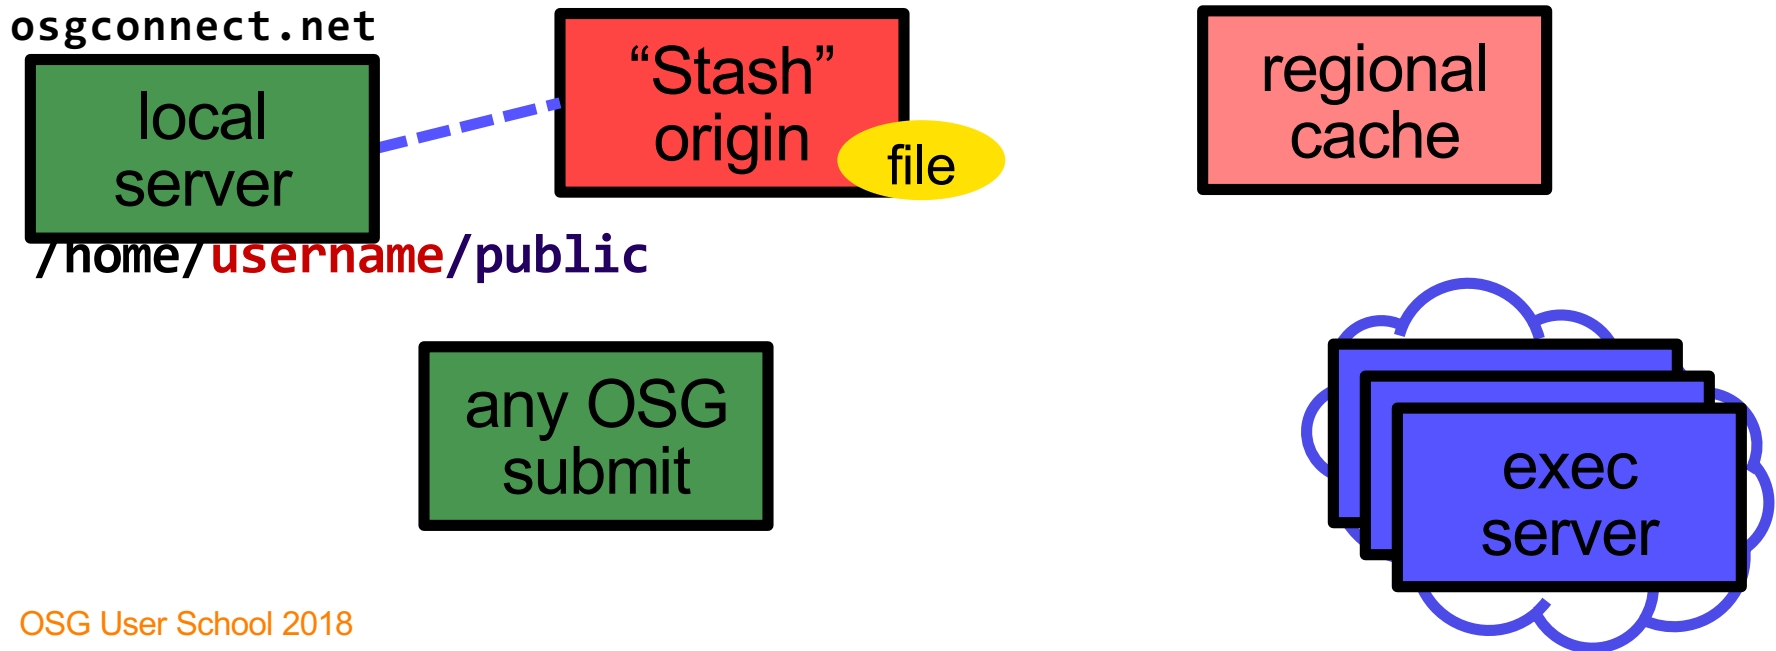 osgconnect.net
local
server
“Stash”
origin
file
regional
cache
/home/username/public
any OSG
submit
exec
server
OSG User School 2018